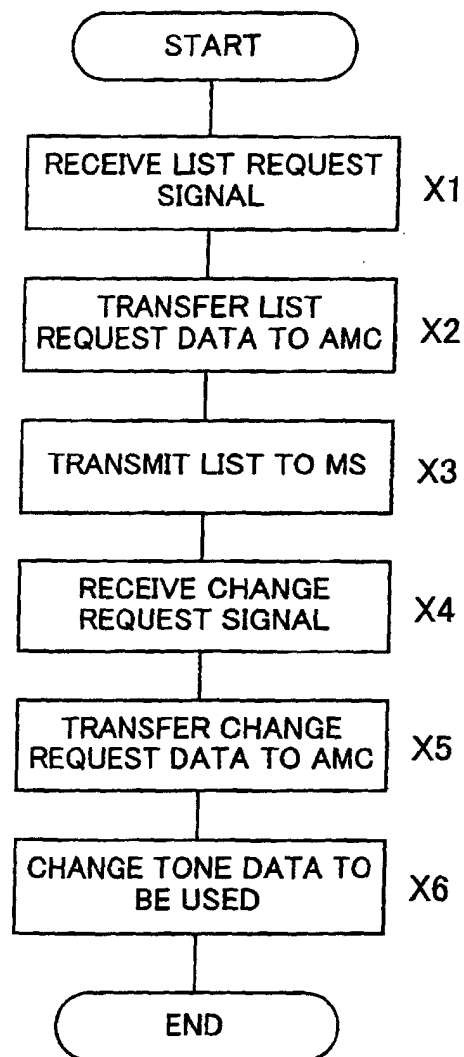 START
RECEIVE LIST REQUEST
SIGNAL
X1
TRANSFER LIST
REQUEST DATA TO AMC
X2
TRANSMIT LIST TO MS
X3
RECEIVE CHANGE
REQUEST SIGNAL
X4
TRANSFER CHANGE
REQUEST DATA TO AMC
X5
CHANGE TONE DATA TO
BE USED
X6
END